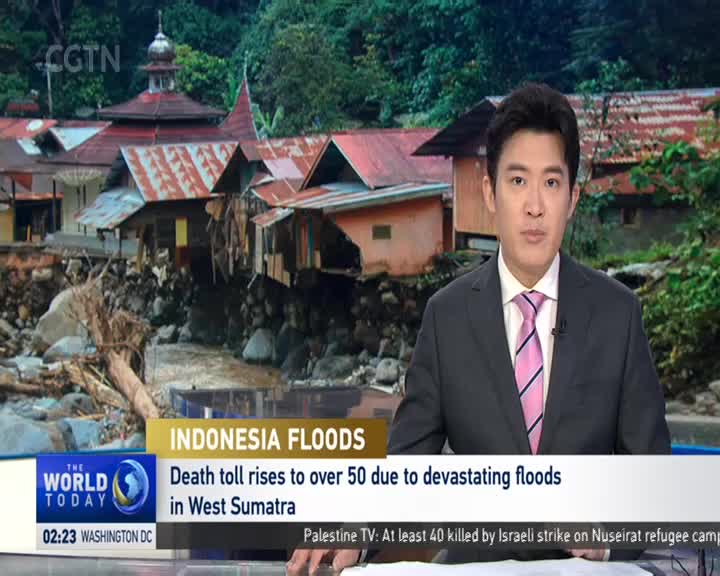 CGTN
INDONESIA FLOODS
THE
WORLD
TODAY
Death toll rises to over 50 due to devastating floods
in West Sumatra
02:23 WASHINGTON DC
Palestine TV: At least 40 killed by Israeli strike on Nuseirat refugee camp